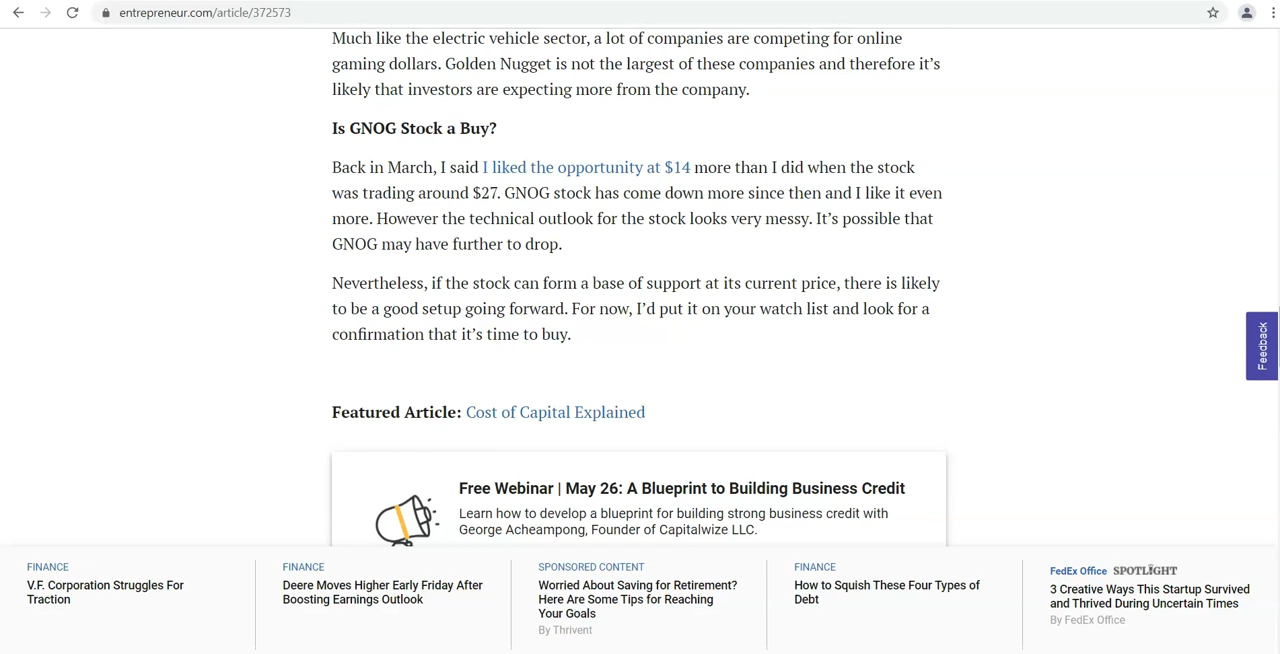 entrepreneur.com/article/372573
Much like the electric vehicle sector, a lot of companies are competing for online
gaming dollars. Golden Nugget is not the largest of these companies and therefore it's
likely that investors are expecting more from the company.
Is GNOG Stock a Buy?
Back in March, I said I liked the opportunity at $14 more than I did when the stock
was trading around $27. GNOG stock has come down more since then and I like it even
more. However the technical outlook for the stock looks very messy. It's possible that
GNOG may have further to drop.
Nevertheless, if the stock can form a base of support at its current price, there is likely
to be a good setup going forward. For now, I'd put it on your watch list and look for a
confirmation that it's time to buy.
Feedback
Featured Article: Cost of Capital Explained
Free Webinar | May 26: A Blueprint to Building Business Credit
Learn how to develop a blueprint for building strong business credit with
George Acheampong, Founder of Capitalwize LLC.
FINANCE
V.F. Corporation Struggles For
Traction
FINANCE
Deere Moves Higher Early Friday After
Boosting Earnings Outlook
SPONSORED CONTENT
Worried About Saving for Retirement?
Here Are Some Tips for Reaching
Your Goals
By Thrivent
FINANCE
How to Squish These Four Types of
Debt
FedEx Office SPOTLIGHT
3 Creative Ways This Startup Survived
and Thrived During Uncertain Times
By FedEx Office